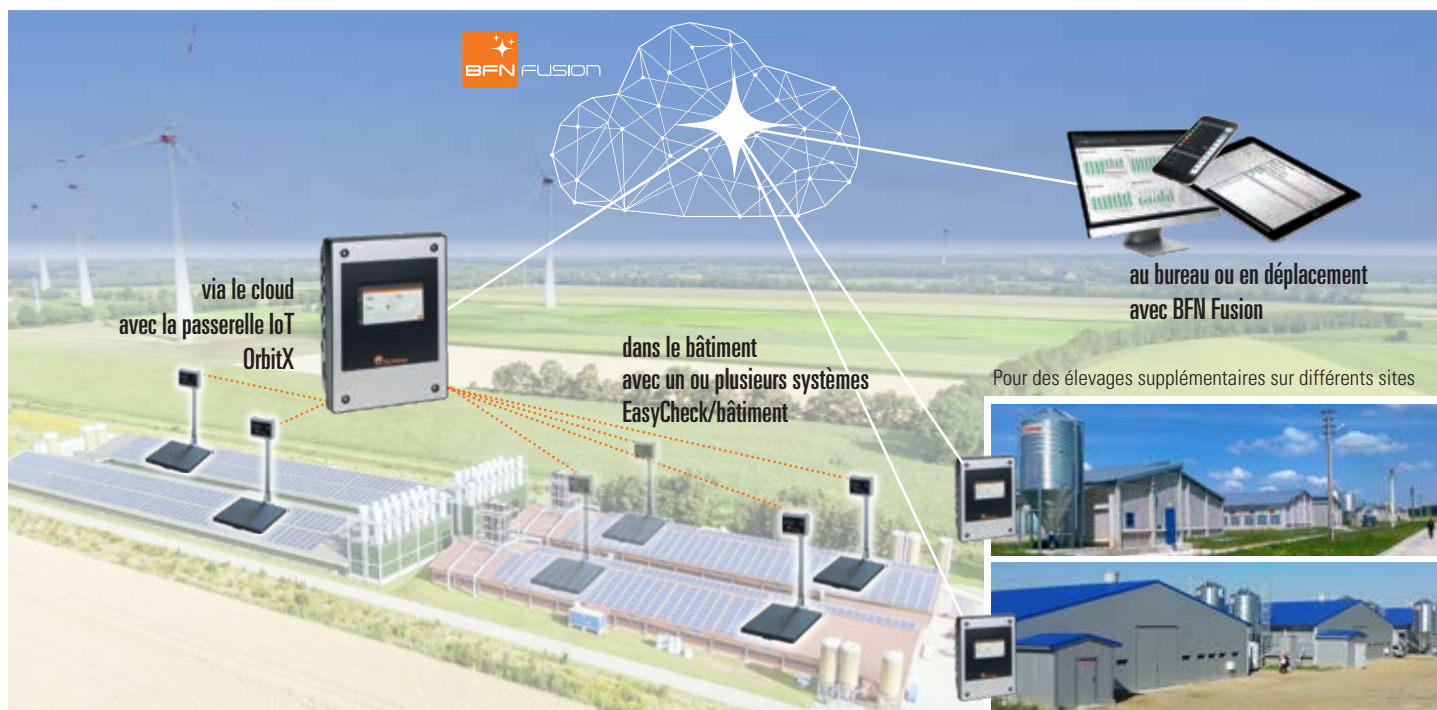 BFN FUSION
via le cloud
avec la passerelle IoT
OrbitX
dans le bâtiment
avec un ou plusieurs systèmes
EasyCheck/bâtiment
au bureau ou en déplacement
avec BFN Fusion
Pour des élevages supplémentaires sur différents sites